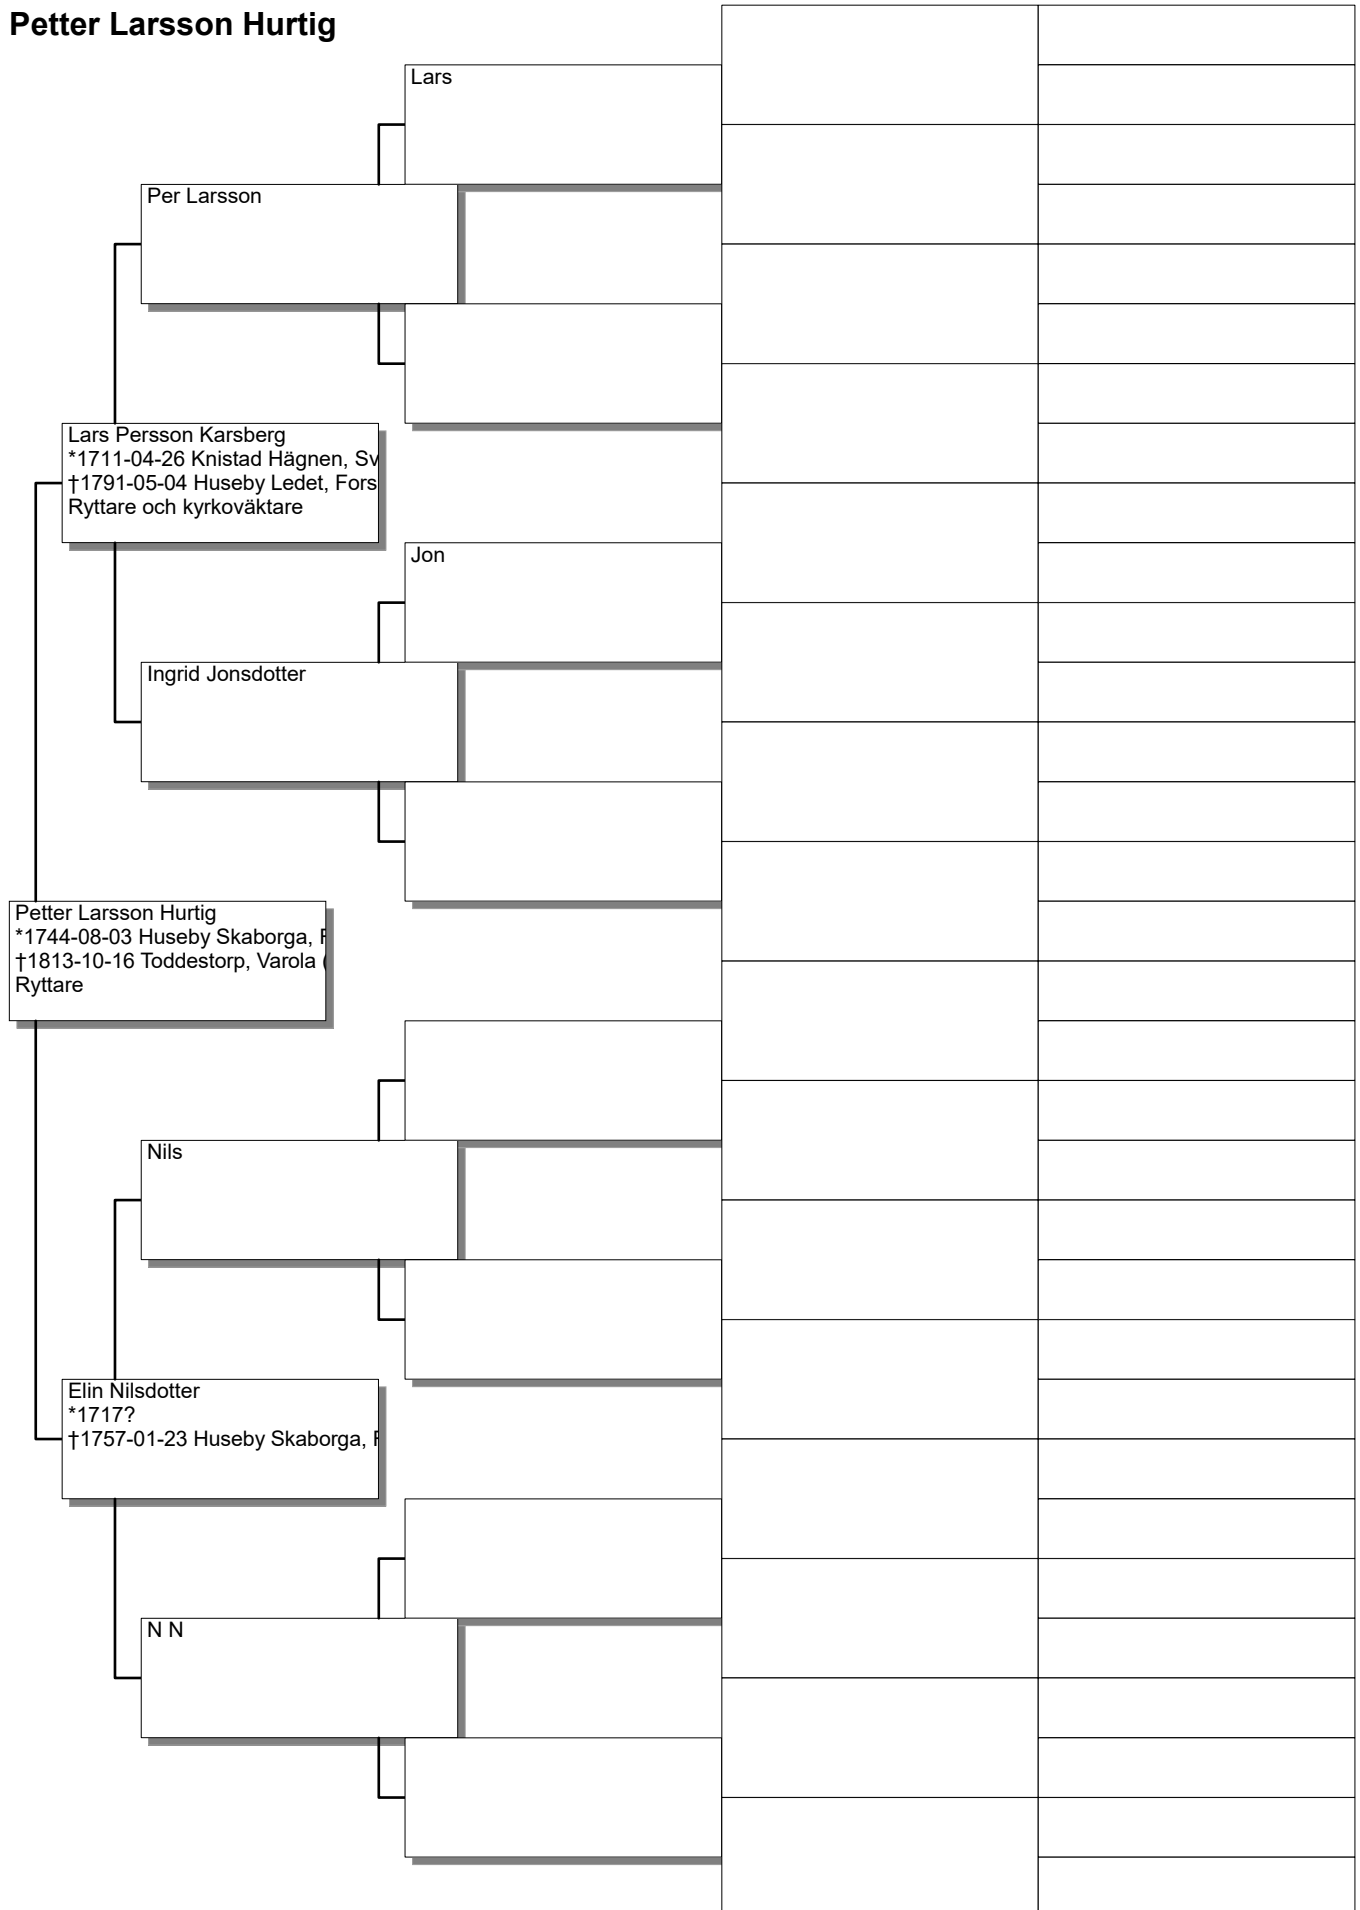 Petter Larsson Hurtig
Lars
Per Larsson
Lars Persson Karsberg
*1711-04-26 Knistad Hägnen, Sv
†1791-05-04 Huseby Ledet, Fors
Ryttare och kyrkoväktare
Jon
Ingrid Jonsdotter
Petter Larsson Hurtig
*1744-08-03 Huseby Skaborga,
†1813-10-16 Toddestorp, Varola (
Ryttare
Nils
Elin Nilsdotter
*1717?
†1757-01-23 Huseby Skaborga,
N N